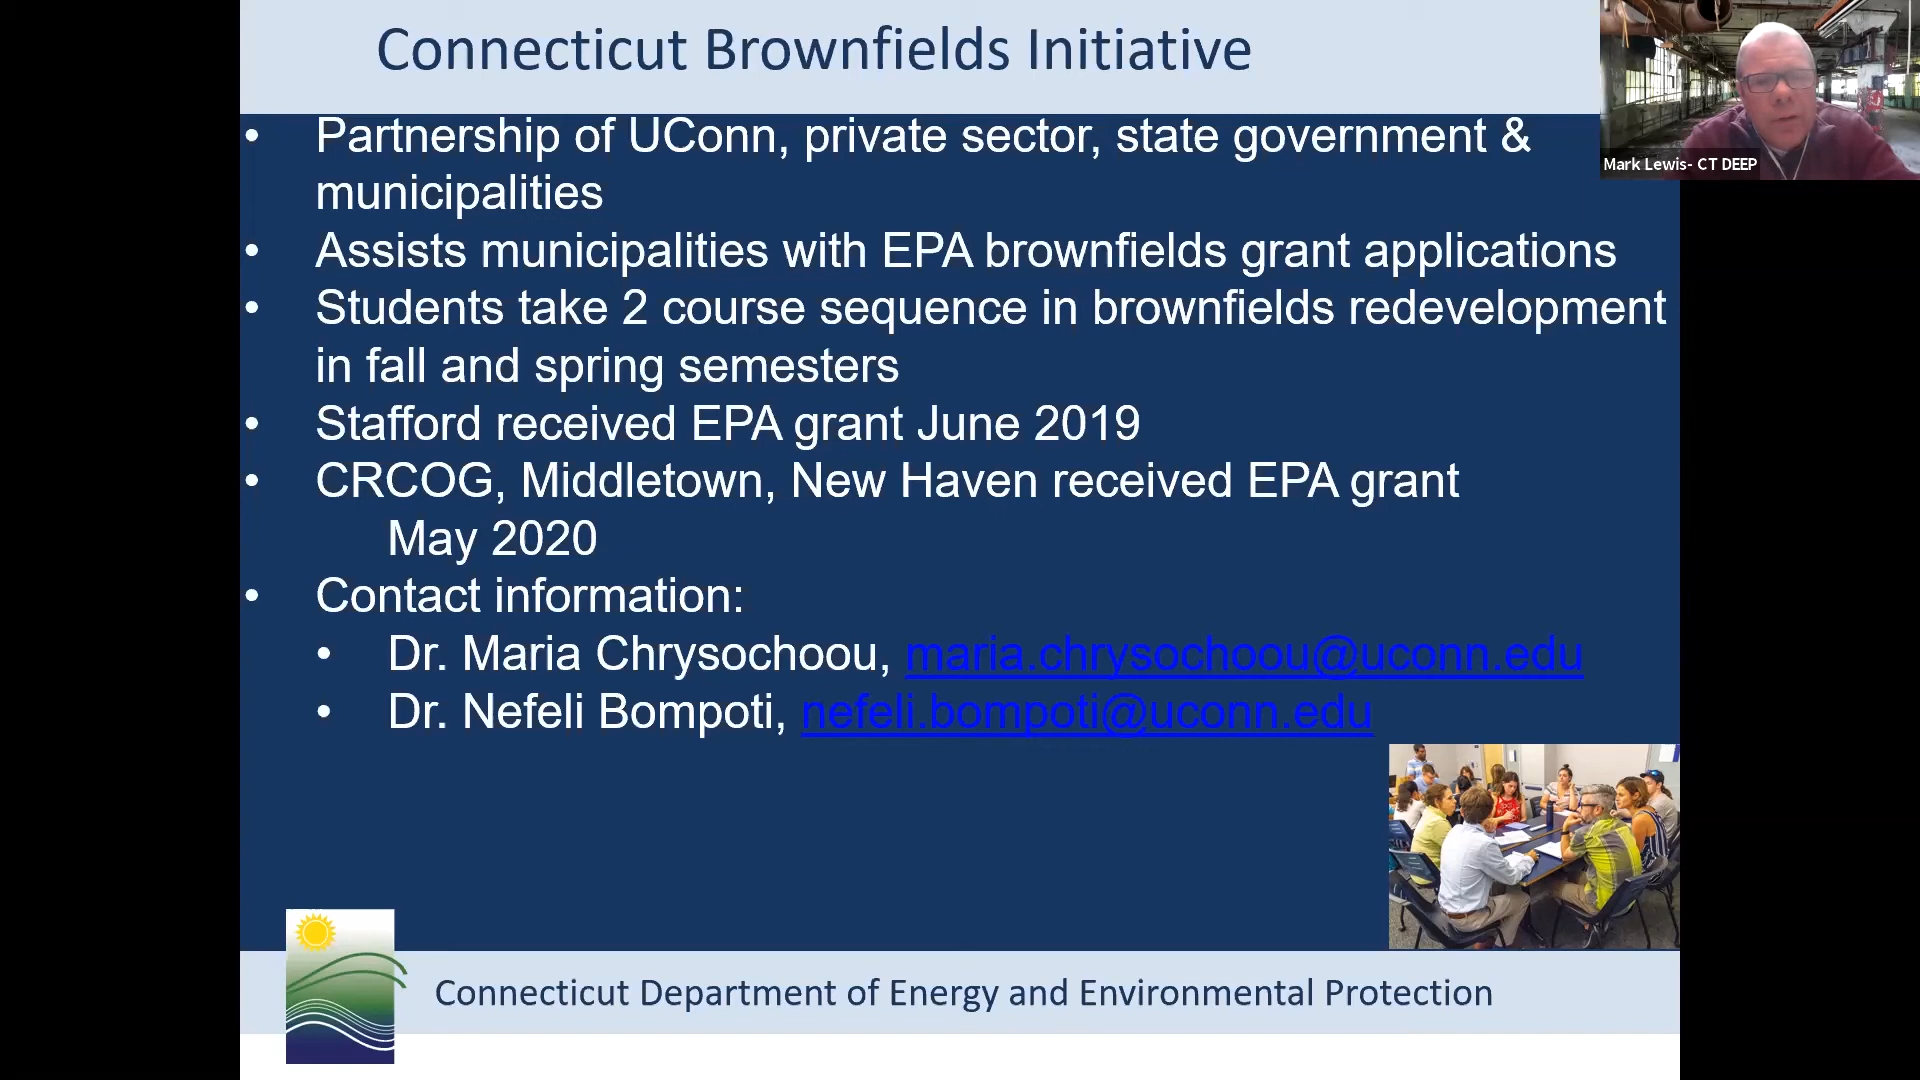 Connecticut Brownfields Initiative
Mark Lewis- CT DEEP
• Partnership of UConn, private sector, state government &
municipalities
• Assists municipalities with EPA brownfields grant applications
• Students take 2 course sequence in brownfields redevelopment
in fall and spring semesters
• Stafford received EPA grant June 2019
• CRCOG, Middletown, New Haven received EPA grant
May 2020
• Contact information:
• Dr. Maria Chrysochoou, maria.chrysochoou@uconn.edu
• Dr. Nefeli Bompoti, nefeli.bompoti@uconn.edu
Connecticut Department of Energy and Environmental Protection